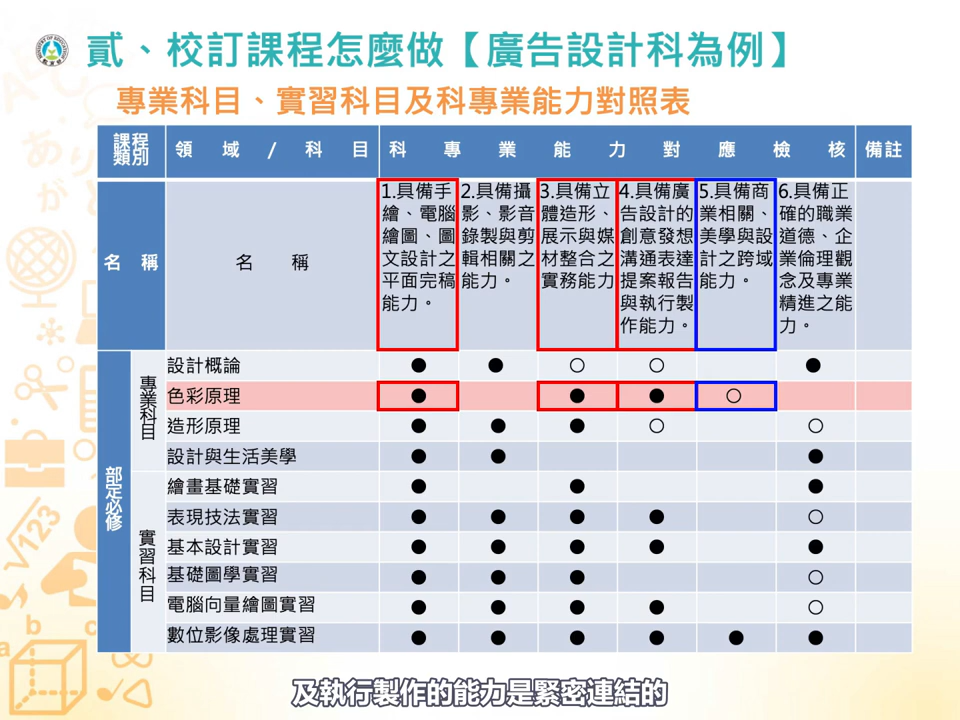 貳、校訂課程怎麼做【廣告設計科為例】
專業科目、實習科目及科專業能力對照表
課程類別 領域/科目 科專業能力對應檢核 備註
名稱 名稱
1.具備手繪、電腦繪圖、圖文設計之平面完稿能力。
2.具備攝影、影音錄製與剪輯相關之能力。
3.具備立體造形、展示與媒材整合之實務能力
4.具備廣告設計的創意發想溝通表達提案報告與執行製作能力。
5.具備商業相關、美學與設計之跨域能力。
6.具備正確的職業道德、企業倫理觀念及專業精進之能力。
部定必修
專業科目
設計概論 ● ● ○ ○ ●
色彩原理 ● ● ● ○
造形原理 ● ● ● ○ ○
設計與生活美學 ● ● ●
實習科目
繪畫基礎實習 ● ● ●
表現技法實習 ● ● ● ● ○
基本設計實習 ● ● ● ● ●
基礎圖學實習 ● ● ● ○
電腦向量繪圖實習 ● ● ● ● ○
數位影像處理實習 ● ● ● ● ● ●
及執行製作的能力是緊密連結的